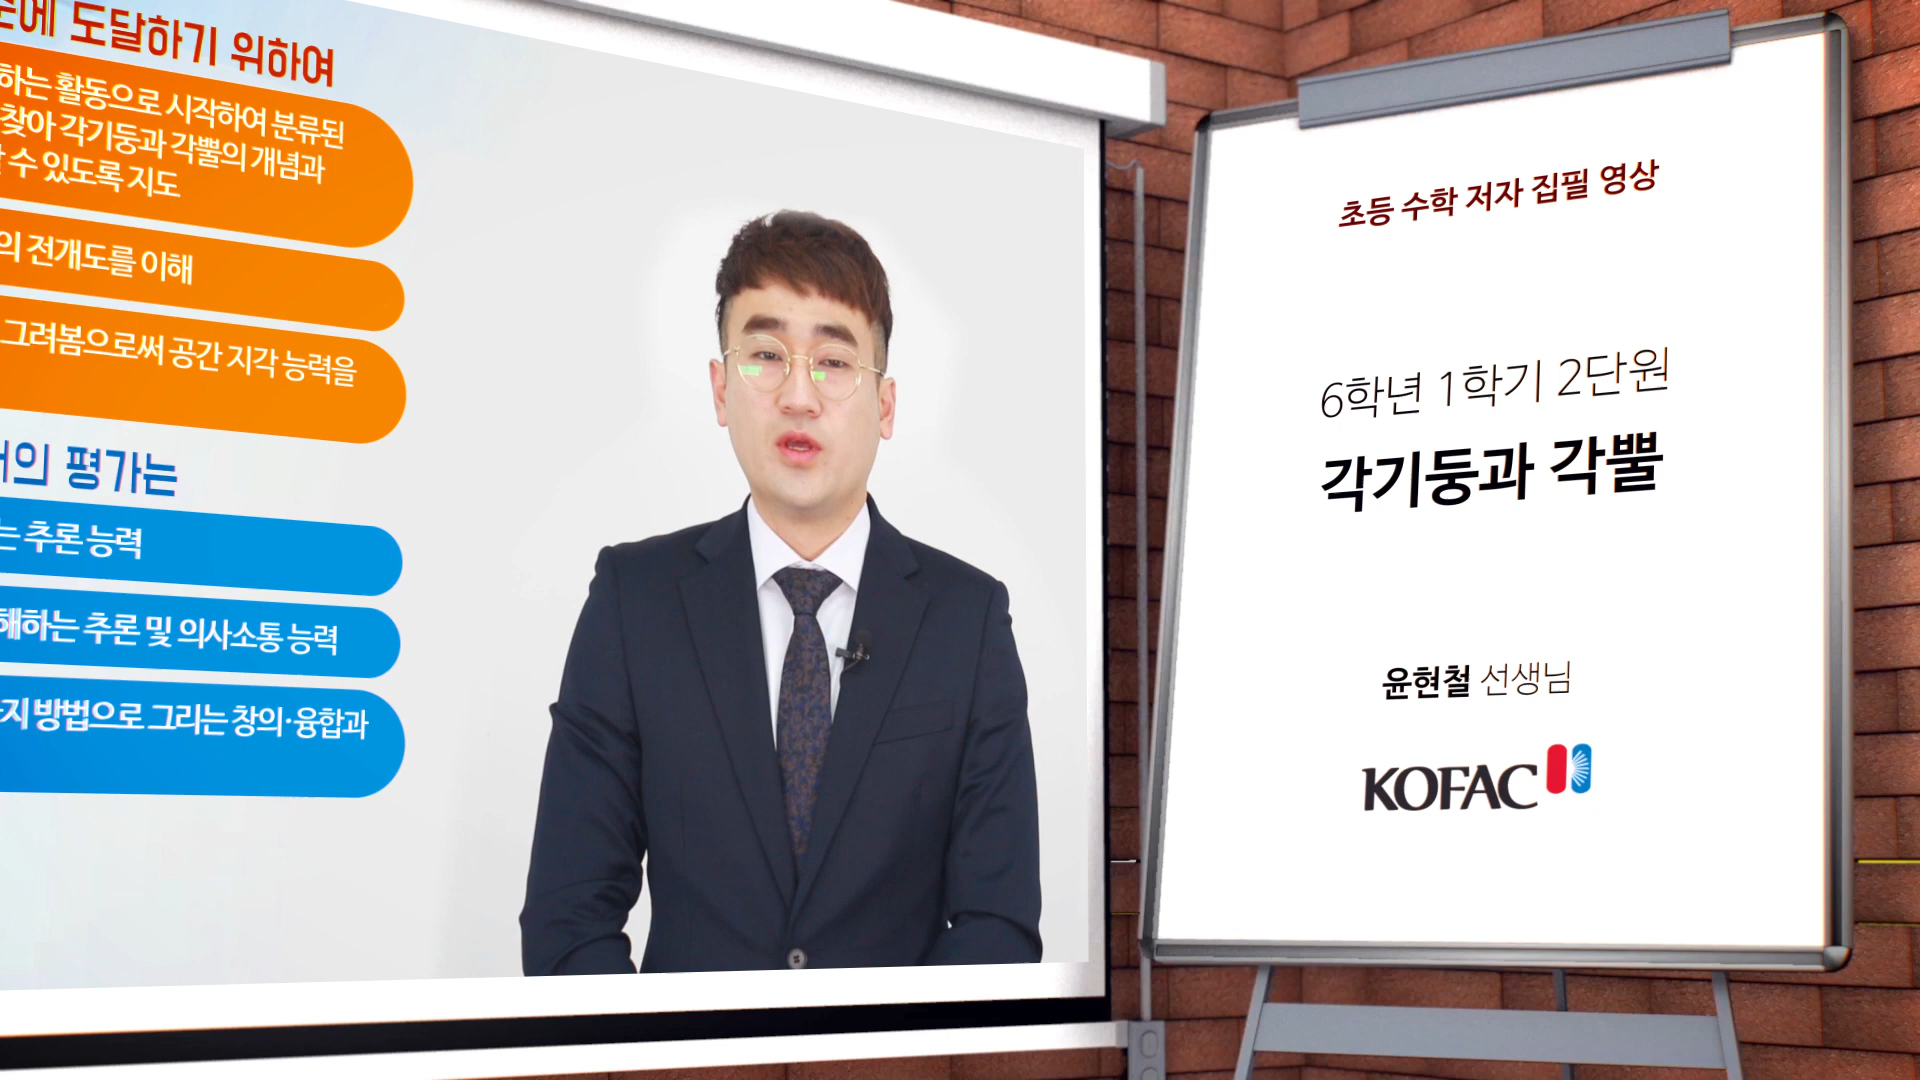 도달하기 위하여
하는 활동으로 시작하여 분류된
찾아 각기둥과 각뿔의 개념과
수 있도록 지도
의 전개도를 이해
그려봄으로써 공간 지각 능력을
평가는
는 추론 능력
해하는 추론 및 의사소통 능력
지 방법으로 그리는 창의·융합과
초등 수학 저자 집필 영상
6학년 1학기 2단원
각기둥과 각뿔
윤현철 선생님
KOFAC